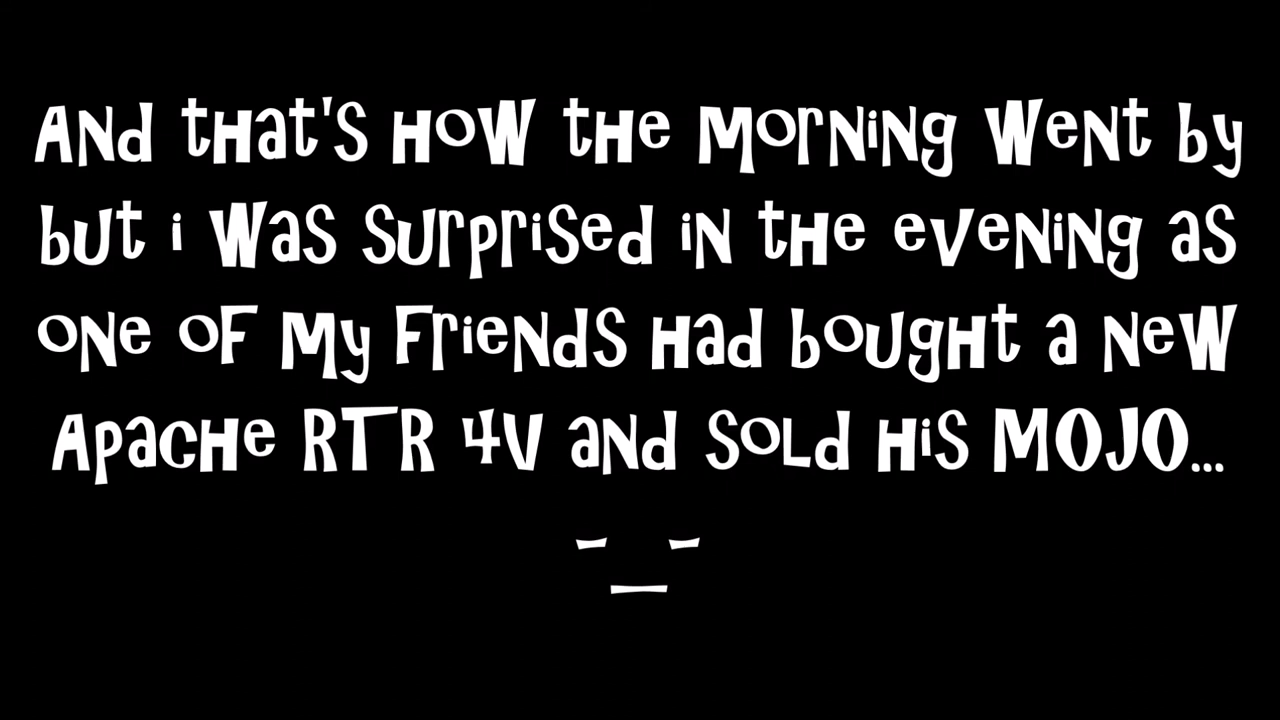 And that's how the morning went by
but i was surprised in the evening as
one of my friends had bought a new
Apache RTR 4V and sold his MOJO...
- -
_